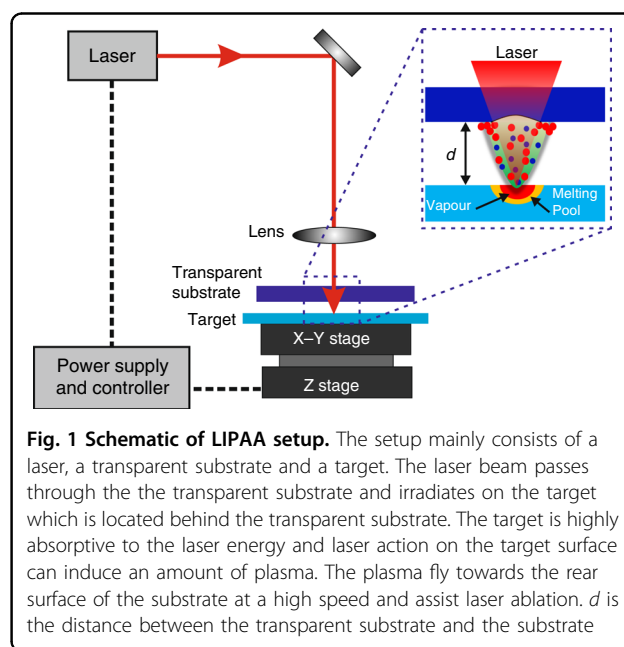 Laser
Laser
d
Vapour
Melting
Pool
Lens
Transparent
substrate
Target
X–Y stage
Z stage
Power supply
and controller
Fig. 1 Schematic of LIPAA setup. The setup mainly consists of a
laser, a transparent substrate and a target. The laser beam passes
through the the transparent substrate and irradiates on the target
which is located behind the transparent substrate. The target is highly
absorptive to the laser energy and laser action on the target surface
can induce an amount of plasma. The plasma fly towards the rear
surface of the substrate at a high speed and assist laser ablation. d is
the distance between the transparent substrate and the substrate